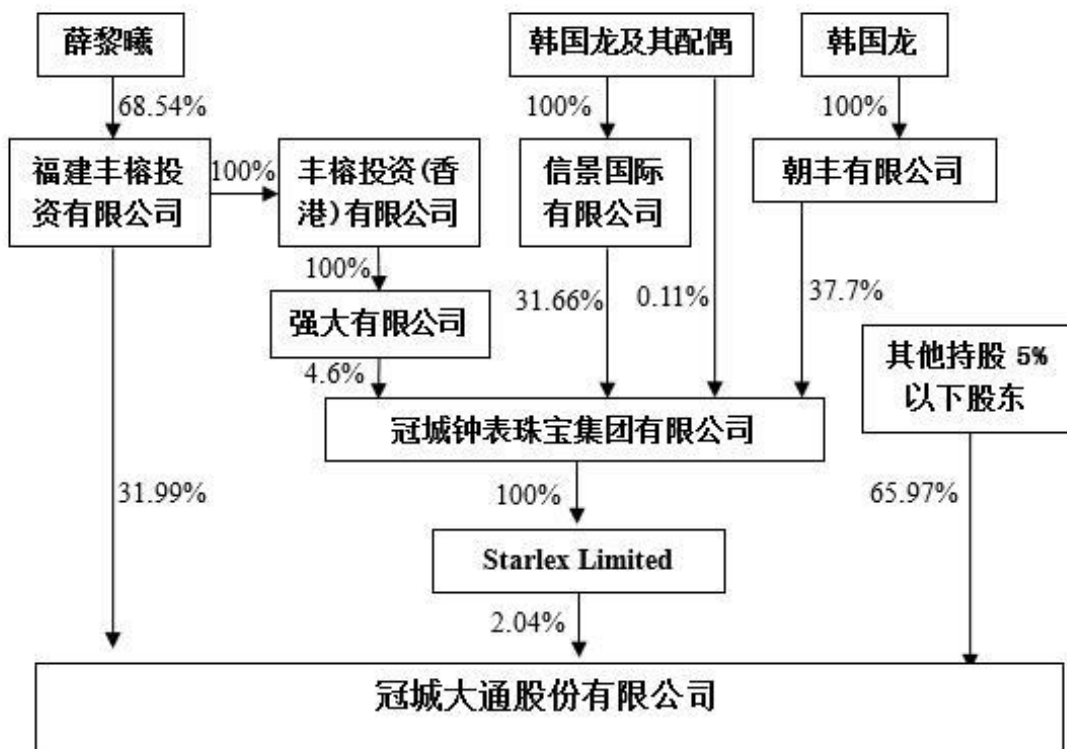 薛黎曦
韩国龙及其配偶
韩国龙
68.54%
100%
100%
福建丰榕投
资有限公司
100%
丰榕投资(香
港)有限公司
信景国际
有限公司
朝丰有限公司
100%
31.66%
0.11%
37.7%
强大有限公司
4.6%
其他持股 5%
以下股东
冠城钟表珠宝集团有限公司
31.99%
100%
65.97%
Starlex Limited
2.04%
冠城大通股份有限公司